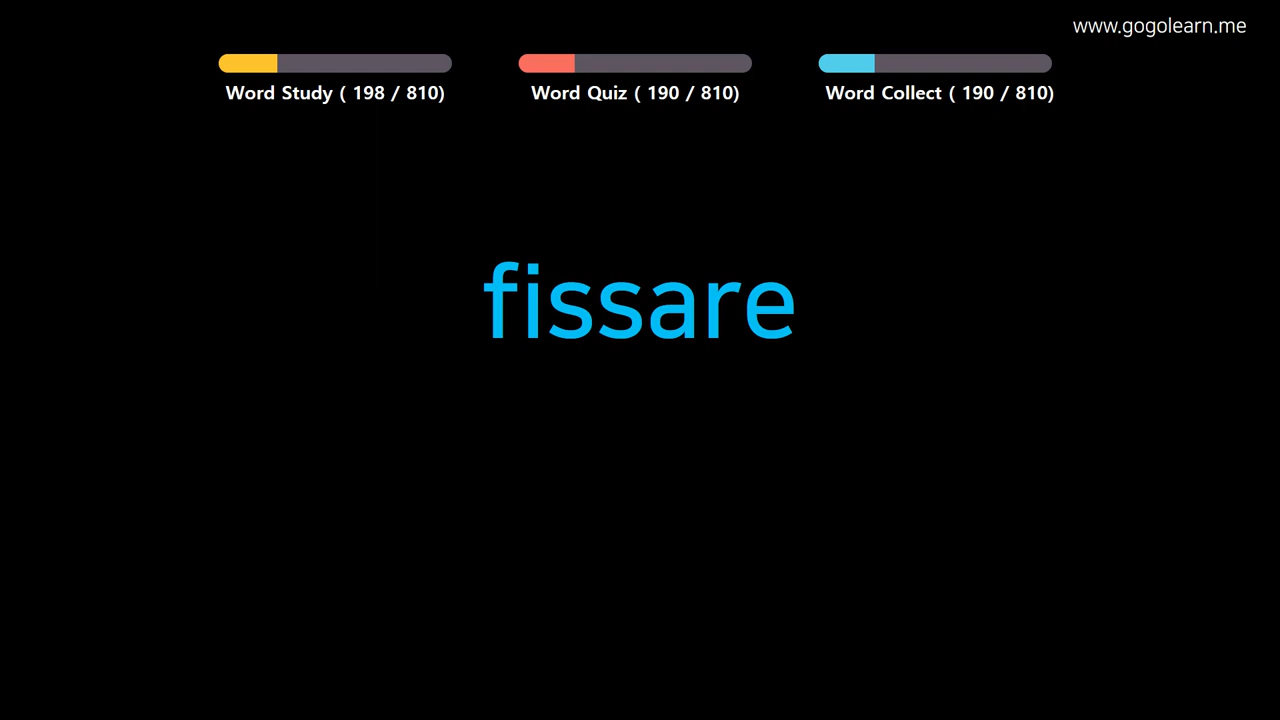 www.gogolearn.me
Word Study ( 198 / 810)
Word Quiz ( 190 / 810)
Word Collect ( 190 / 810)
fissare